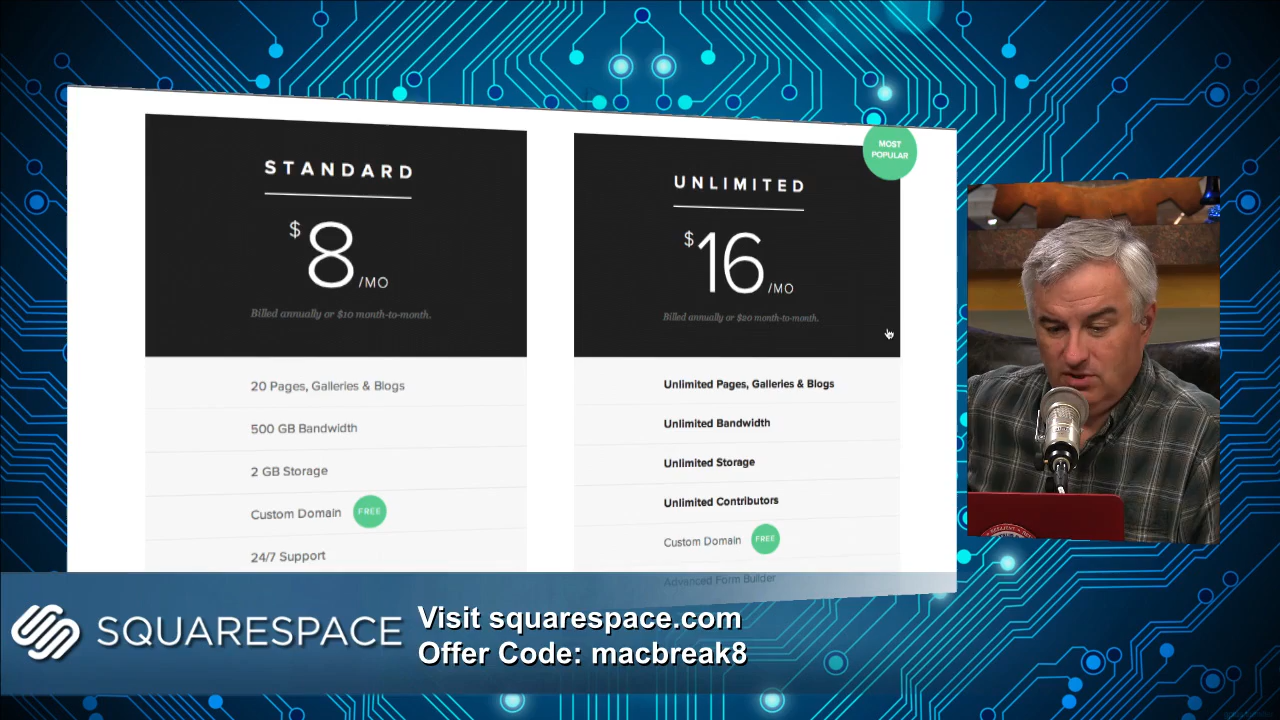 STANDARD
$8/MO
Billed annually or $10 month-to-month.
20 Pages, Galleries & Blogs
500 GB Bandwidth
2 GB Storage
Custom Domain FREE
24/7 Support
MOST
POPULAR
UNLIMITED
$16/MO
Billed annually or $20 month-to-month.
Unlimited Pages, Galleries & Blogs
Unlimited Bandwidth
Unlimited Storage
Unlimited Contributors
Custom Domain FREE
Advanced Form Builder
SQUARESPACE
Visit squarespace.com
Offer Code: macbreak8